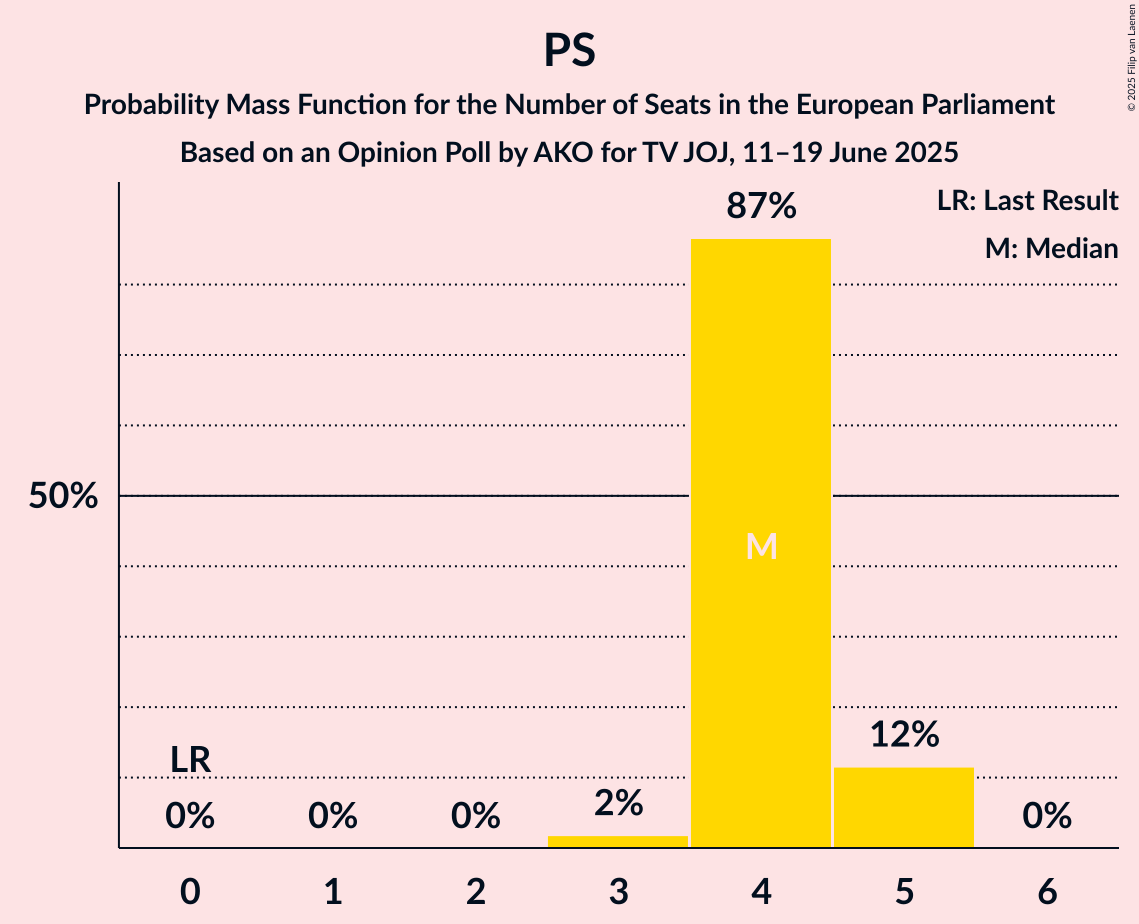 PS
Probability Mass Function for the Number of Seats in the European Parliament
Based on an Opinion Poll by AKO for TV JOJ, 11–19 June 2025
© 2025 Filip van Laenen
LR: Last Result
M: Median
87%
50%
M
12%
LR
2%
0%
0%
0%
0%
0
1
2
3
4
5
6